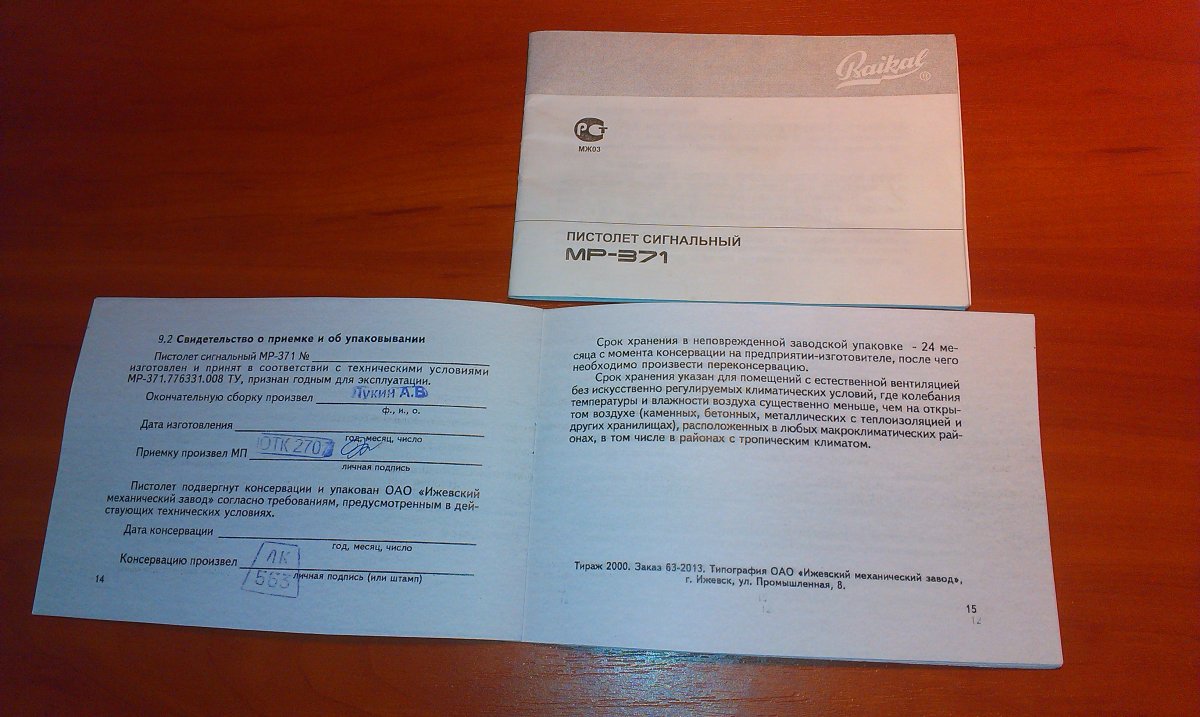 Baikal ®
РСТ
МЖ03
ПИСТОЛЕТ СИГНАЛЬНЫЙ
МР-371
9.2 Свидетельство о приемке и об упаковывании
Пистолет сигнальный МР-371 №
изготовлен и принят в соответствии с техническими условиями
МР-371.776331.008 ТУ, признан годным для эксплуатации.
Окончательную сборку произвел Лукин А.В
ф., и., о.
Дата изготовления
год, месяц, число
Приемку произвел МП ОТК 270
личная подпись
Пистолет подвергнут консервации и упакован ОАО «Ижевский
механический завод» согласно требованиям, предусмотренным в дей-
ствующих технических условиях.
Дата консервации
год, месяц, число
Консервацию произвел АК
563 личная подпись (или штамп)
14
Срок хранения в неповрежденной заводской упаковке - 24 ме-
сяца с момента консервации на предприятии-изготовителе, после чего
необходимо произвести переконсервацию.
Срок хранения указан для помещений с естественной вентиляцией
без искусственно регулируемых климатических условий, где колебания
температуры и влажности воздуха существенно меньше, чем на откры-
том воздухе (каменных, бетонных, металлических с теплоизоляцией и
других хранилищах), расположенных в любых макроклиматических рай-
онах, в том числе в районах с тропическим климатом.
Тираж 2000. Заказ 63-2013. Типография ОАО «Ижевский механический завод»,
г. Ижевск, ул. Промышленная, 8.
15
12